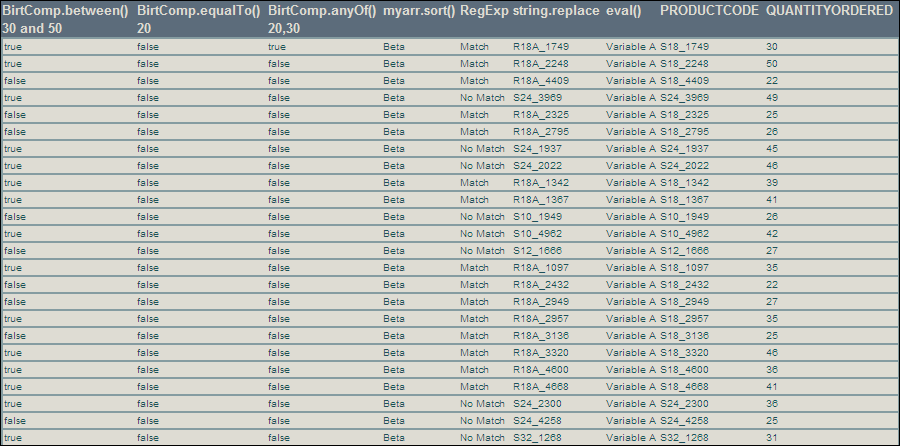 BirtComp.between() BirtComp.equalTo() BirtComp.anyOf() myarr.sort() RegExp string.replace eval() PRODUCTCODE QUANTITYORDERED
30 and 50 20 20,30
true false true Beta Match R18A_1749 Variable A S18_1749 30
true false false Beta Match R18A_2248 Variable A S18_2248 50
false false false Beta Match R18A_4409 Variable A S18_4409 22
true false false Beta No Match S24_3969 Variable A S24_3969 49
false false false Beta Match R18A_2325 Variable A S18_2325 25
false false false Beta Match R18A_2795 Variable A S18_2795 26
true false false Beta No Match S24_1937 Variable A S24_1937 45
true false false Beta No Match S24_2022 Variable A S24_2022 46
true false false Beta Match R18A_1342 Variable A S18_1342 39
true false false Beta Match R18A_1367 Variable A S18_1367 41
false false false Beta No Match S10_1949 Variable A S10_1949 26
true false false Beta No Match S10_4962 Variable A S10_4962 42
false false false Beta No Match S12_1666 Variable A S12_1666 27
true false false Beta Match R18A_1097 Variable A S18_1097 35
false false false Beta Match R18A_2432 Variable A S18_2432 22
false false false Beta Match R18A_2949 Variable A S18_2949 27
true false false Beta Match R18A_2957 Variable A S18_2957 35
false false false Beta Match R18A_3136 Variable A S18_3136 25
true false false Beta Match R18A_3320 Variable A S18_3320 46
true false false Beta Match R18A_4600 Variable A S18_4600 36
true false false Beta Match R18A_4668 Variable A S18_4668 41
true false false Beta No Match S24_2300 Variable A S24_2300 36
false false false Beta No Match S24_4258 Variable A S24_4258 25
true false false Beta No Match S32_1268 Variable A S32_1268 31